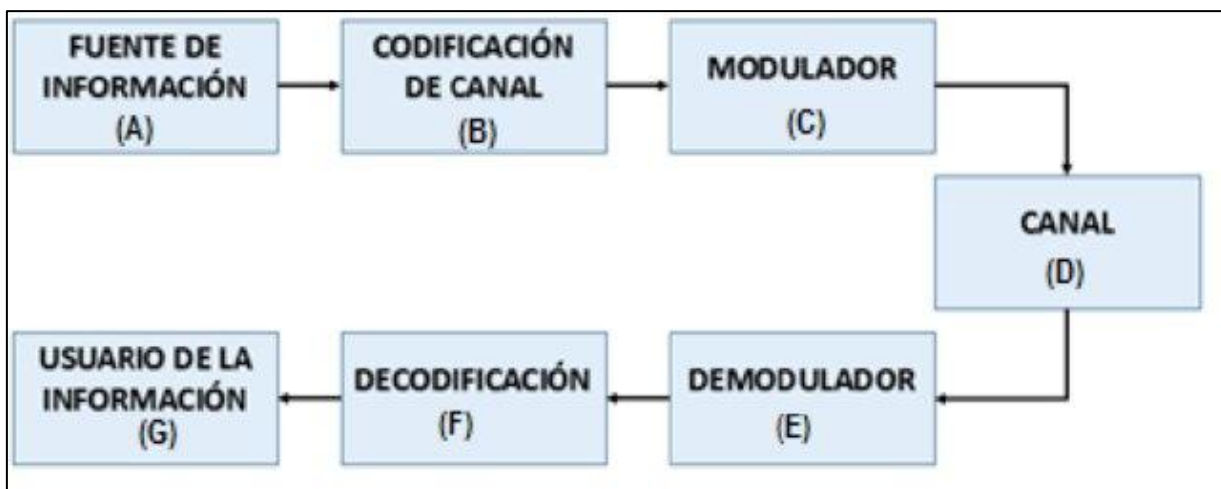 FUENTE DE
INFORMACIÓN
(A)
CODIFICACIÓN
DE CANAL
(B)
MODULADOR
(C)
CANAL
(D)
DEMODULADOR
(E)
DECODIFICACIÓN
(F)
USUARIO DE LA
INFORMACIÓN
(G)